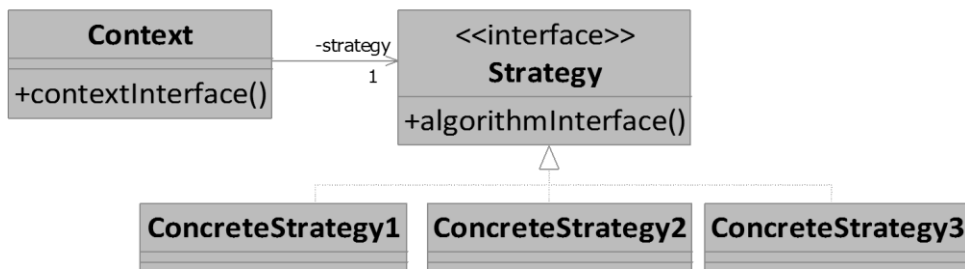 Context
+contextInterface()
-strategy
1
<<interface>>
Strategy
+algorithmInterface()
ConcreteStrategy1
ConcreteStrategy2
ConcreteStrategy3